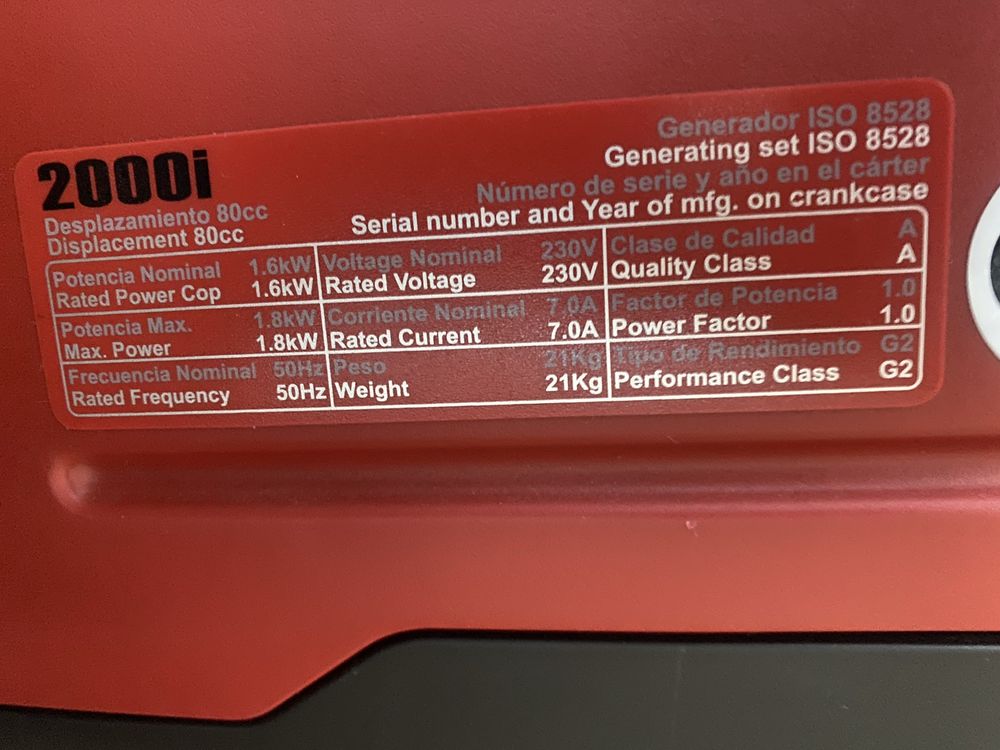 Generador ISO 8528
Generating set ISO 8528
2000i
Número de serie y año en el cárter
Serial number and Year of mfg. on crankcase
Desplazamiento 80cc
Displacement 80cc
Potencia Nominal 1.6kW Voltage Nominal 230V Clase de Calidad A
Rated Power Cop 1.6kW Rated Voltage 230V Quality Class A
Potencia Max. 1.8kW Corriente Nominal 7.0A Factor de Potencia 1.0
Max. Power 1.8kW Rated Current 7.0A Power Factor 1.0
Frecuencia Nominal 50Hz Peso 21Kg Tipo de Rendimiento G2
Rated Frequency 50Hz Weight 21Kg Performance Class G2